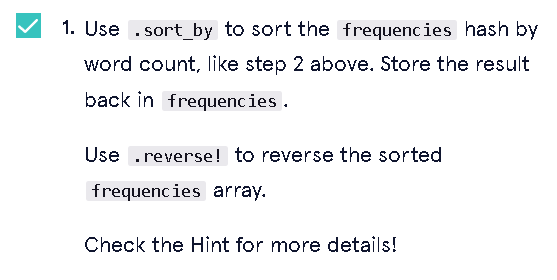 1. Use .sort_by to sort the frequencies hash by
word count, like step 2 above. Store the result
back in frequencies.
Use .reverse! to reverse the sorted
frequencies array.
Check the Hint for more details!